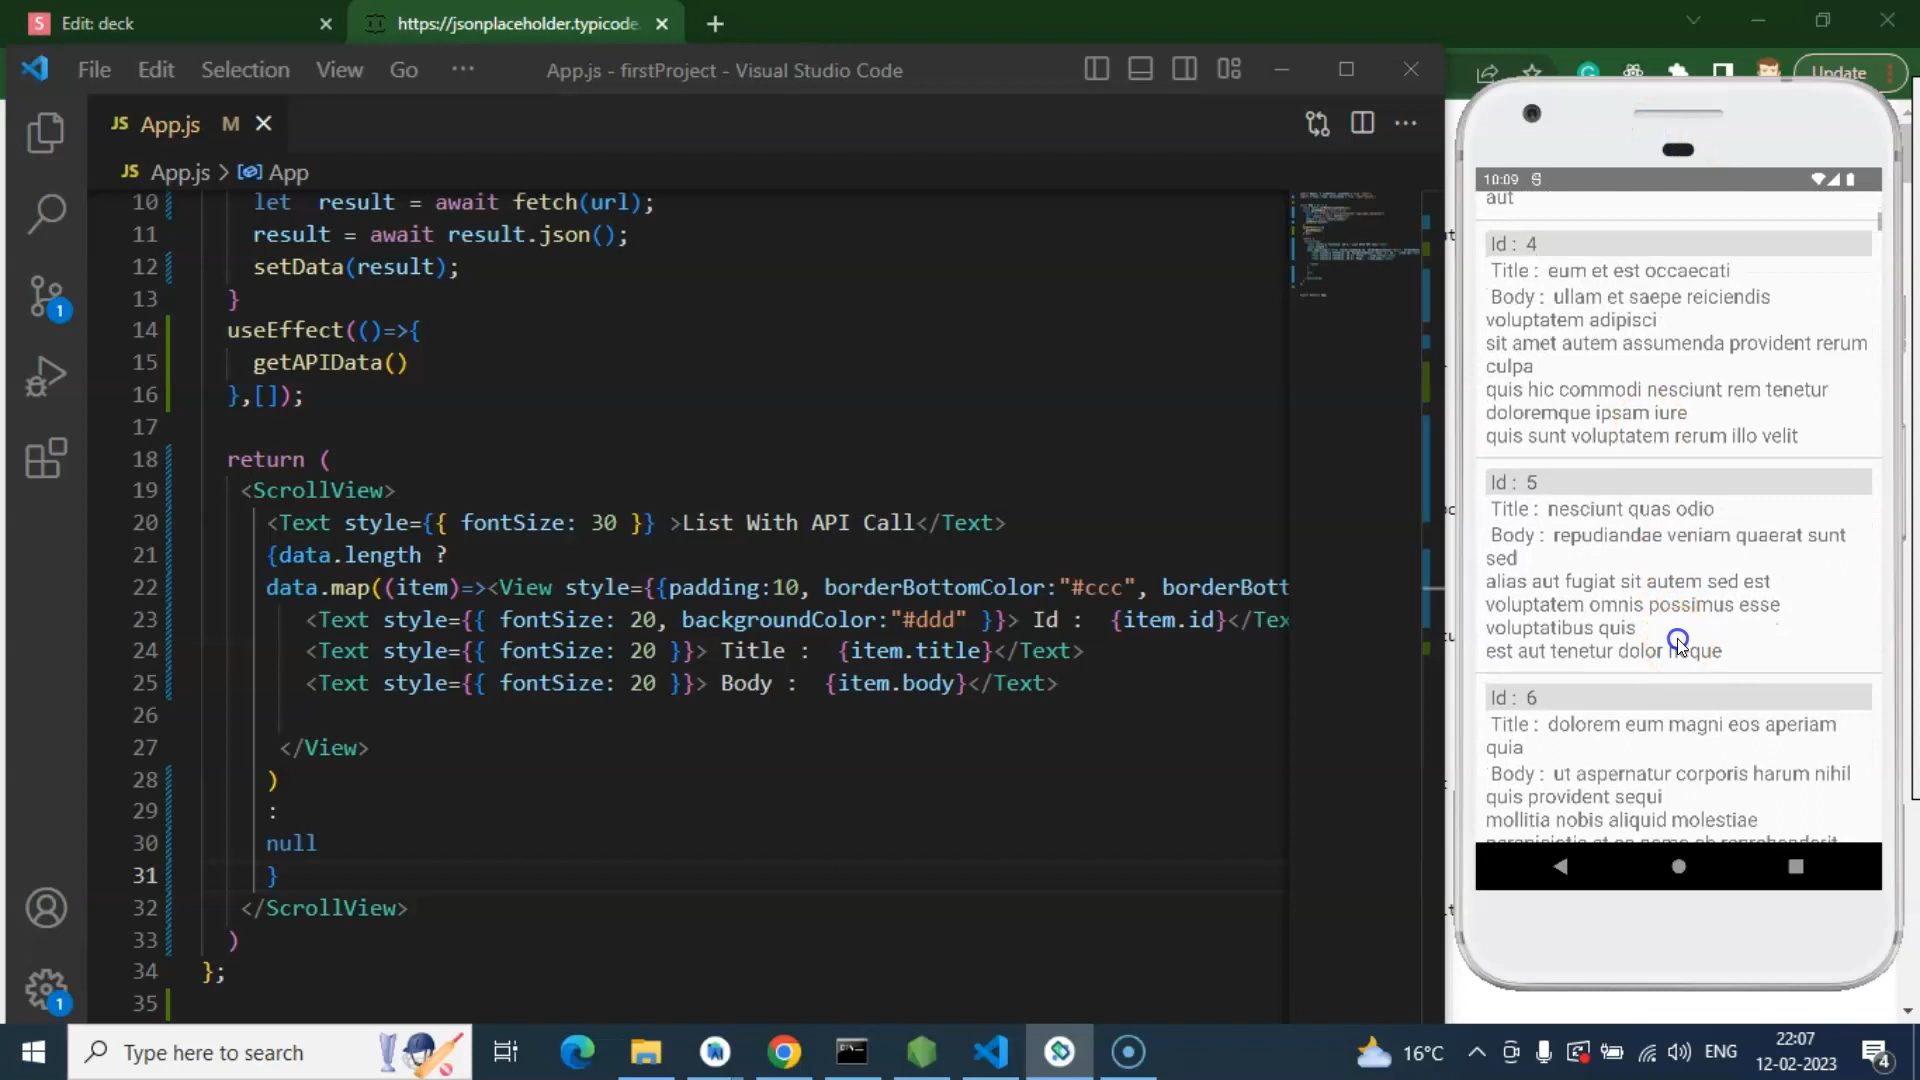 S Edit: deck
https://jsonplaceholder.typicode.
File Edit Selection View Go ···
App.js - firstProject - Visual Studio Code
Update
JS App.js M
JS App.js > App
10 let result = await fetch(url);
11 result = await result.json();
12 setData(result);
13 }
14 useEffect(()=>{
15 getAPIData()
16 },[]);
17
18 return (
19 <ScrollView>
20 <Text style={{ fontSize: 30 }} >List With API Call</Text>
21 {data.length ?
22 data.map((item)=><View style={{padding:10, borderBottomColor:"#ccc", borderBott
23 <Text style={{ fontSize: 20, backgroundColor:"#ddd" }}> Id : {item.id}</Tex
24 <Text style={{ fontSize: 20 }}> Title : {item.title}</Text>
25 <Text style={{ fontSize: 20 }}> Body : {item.body}</Text>
26
27 </View>
28 )
29 :
30 null
31 }
32 </ScrollView>
33 )
34 };
35
1
1
10:09
aut
Id : 4
Title : eum et est occaecati
Body : ullam et saepe reiciendis
voluptatem adipisci
sit amet autem assumenda provident rerum
culpa
quis hic commodi nesciunt rem tenetur
doloremque ipsam iure
quis sunt voluptatem rerum illo velit
Id : 5
Title : nesciunt quas odio
Body : repudiandae veniam quaerat sunt
sed
alias aut fugiat sit autem sed est
voluptatem omnis possimus esse
voluptatibus quis
est aut tenetur dolor neque
Id : 6
Title : dolorem eum magni eos aperiam
quia
Body : ut aspernatur corporis harum nihil
quis provident sequi
mollitia nobis aliquid molestiae
Type here to search
16°C
ENG
22:07
12-02-2023
4